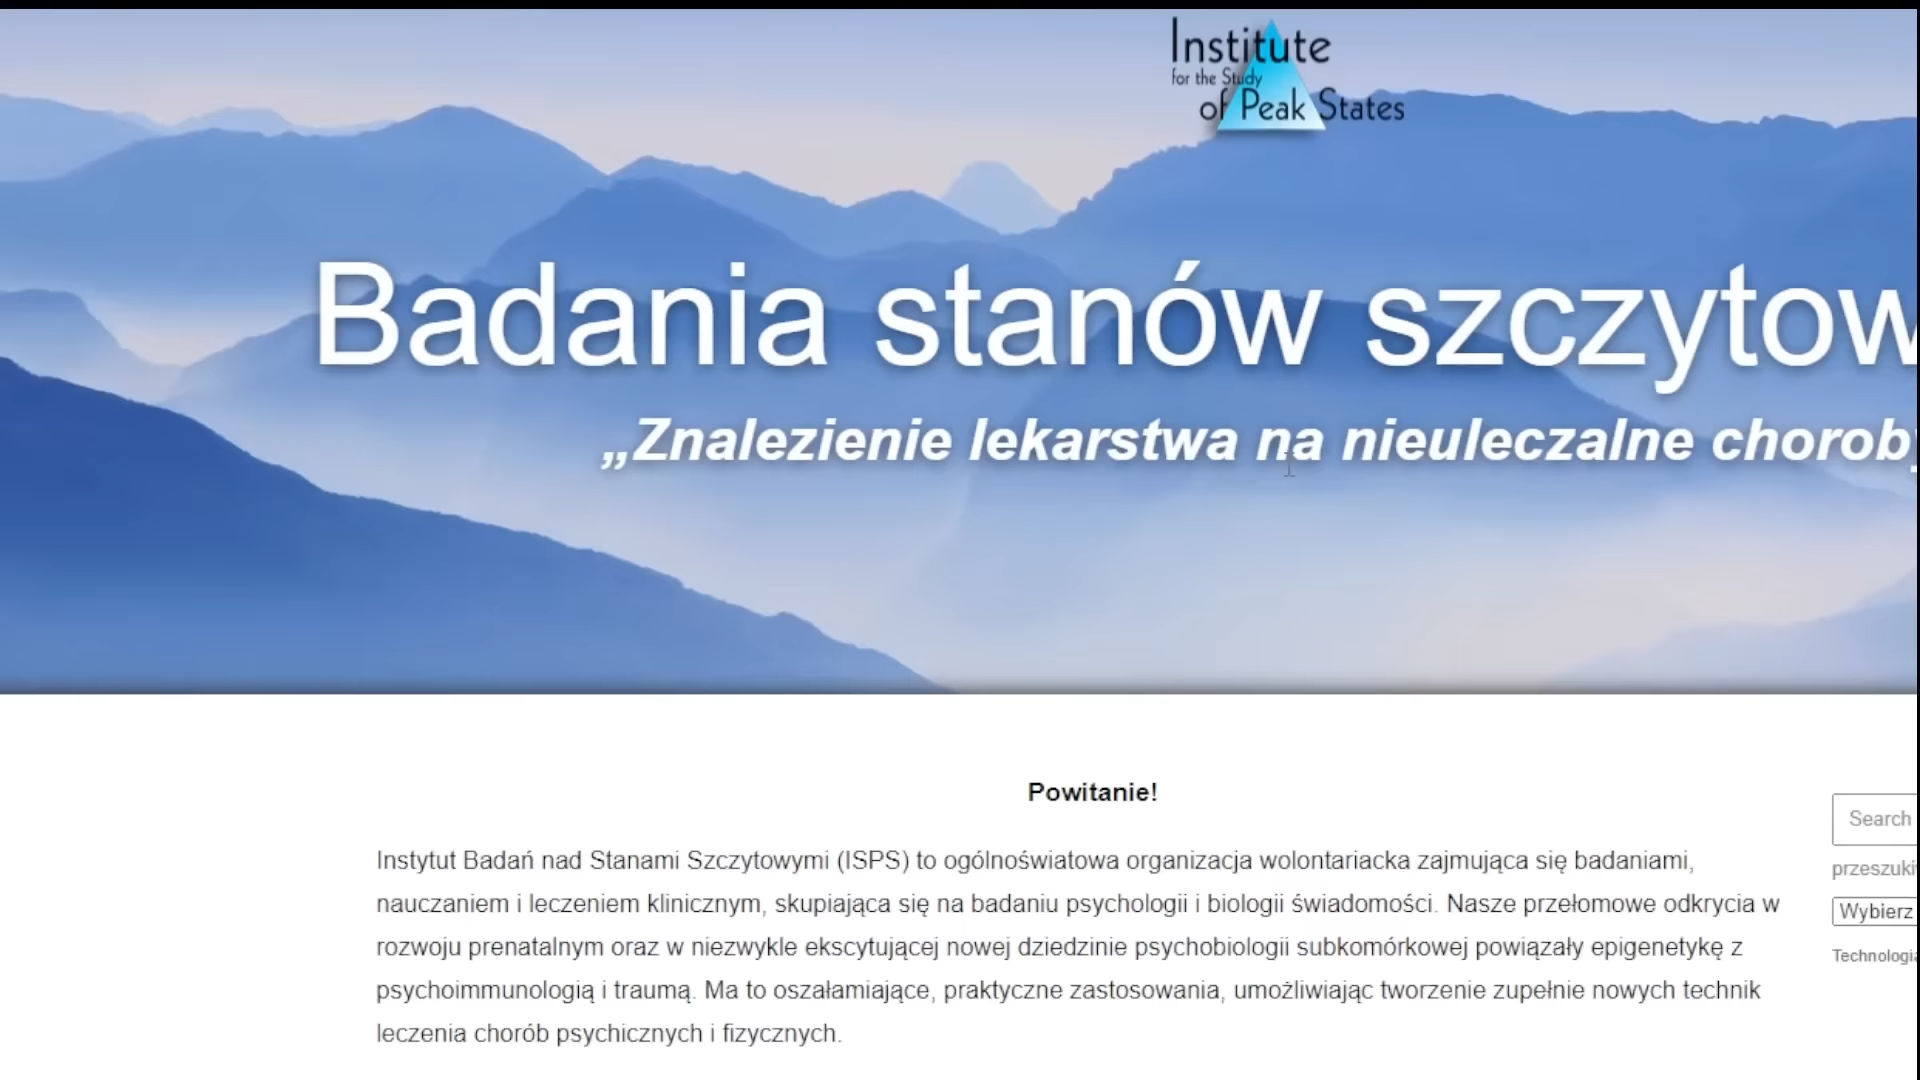 Institute
for the Study
of Peak States
Badania stanów szczytow
„Znalezienie lekarstwa na nieuleczalne choroby
Powitanie!
Instytut Badań nad Stanami Szczytowymi (ISPS) to ogólnoświatowa organizacja wolontariacka zajmująca się badaniami,
nauczaniem i leczeniem klinicznym, skupiająca się na badaniu psychologii i biologii świadomości. Nasze przełomowe odkrycia w
rozwoju prenatalnym oraz w niezwykle ekscytującej nowej dziedzinie psychobiologii subkomórkowej powiązały epigenetykę z
psychoimmunologią i traumą. Ma to oszałamiające, praktyczne zastosowania, umożliwiając tworzenie zupełnie nowych technik
leczenia chorób psychicznych i fizycznych.
Search
przeszuki
Wybierz
Technologia